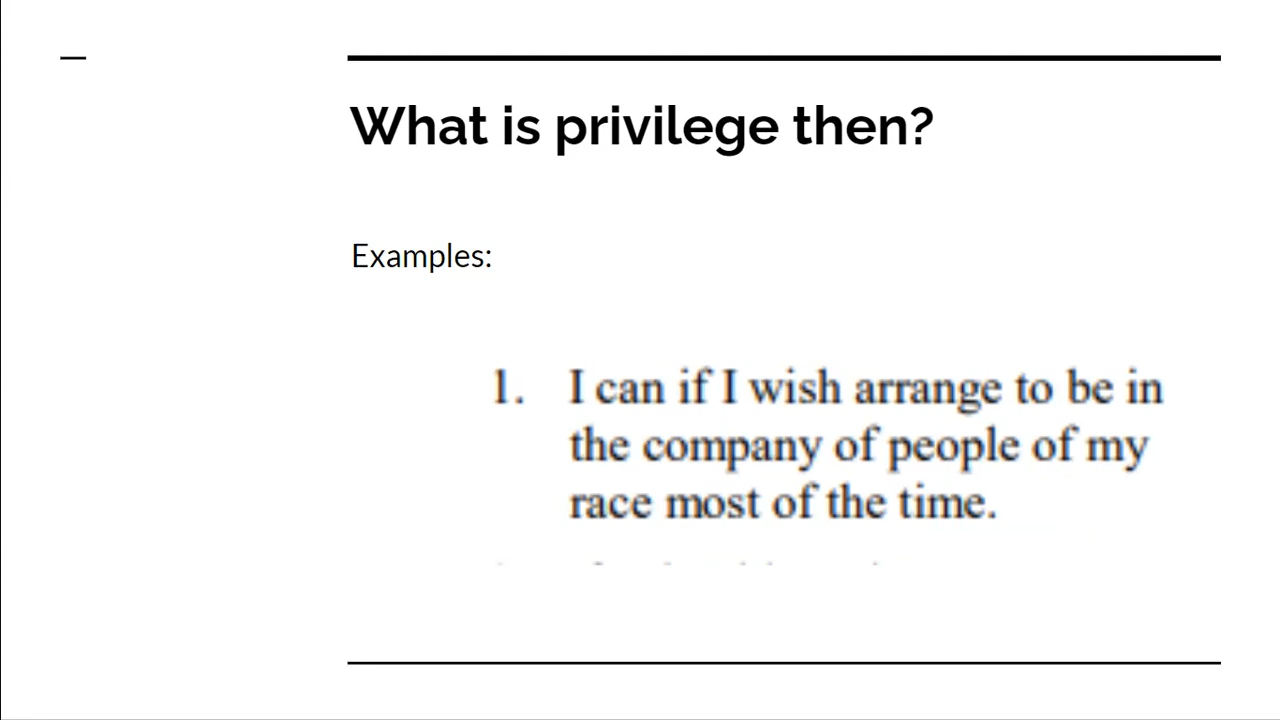 What is privilege then?
Examples:
1. I can if I wish arrange to be in
the company of people of my
race most of the time.